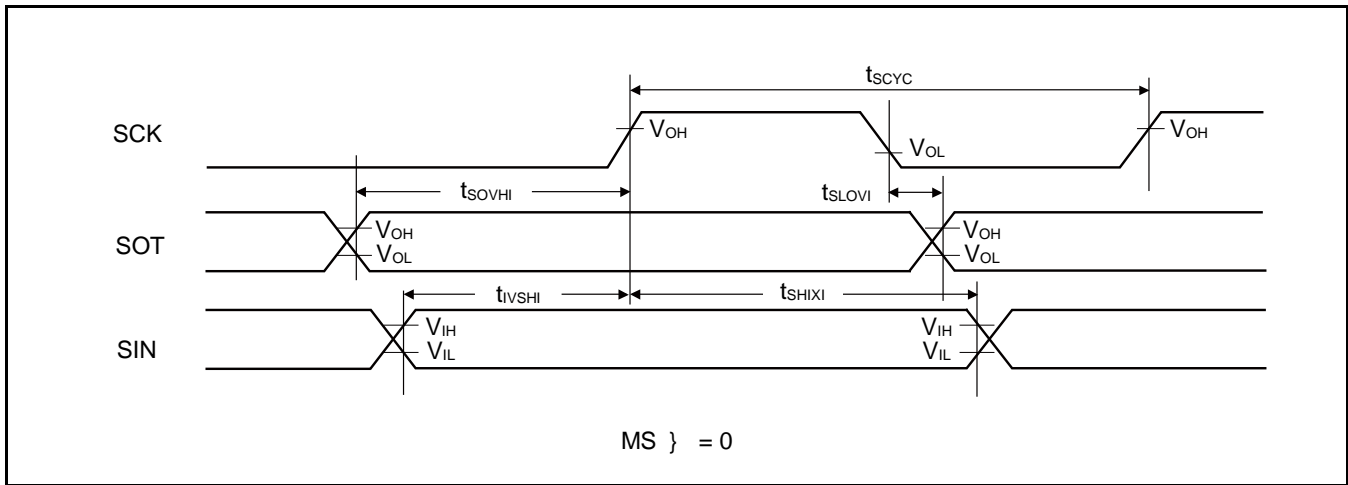 tSCYC
SCK
VOH
VOL
VOH
tSOVHI
tSLOVI
SOT
VOH
VOL
VOH
VOL
tIVSHI
tSHIXI
SIN
VIH
VIL
VIH
VIL
MS } = 0